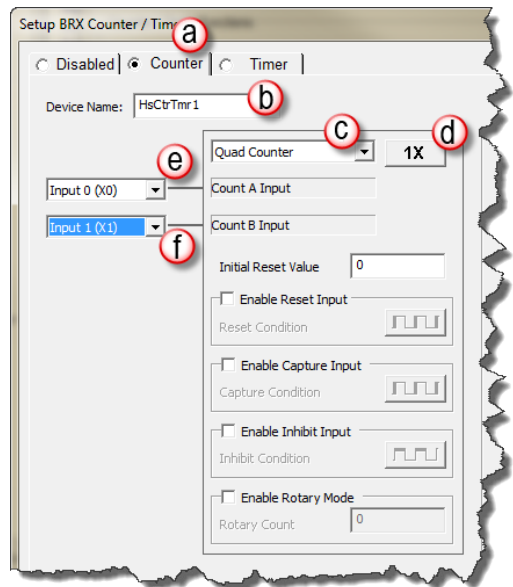 Setup BRX Counter / Time
a
Disabled Counter Timer
Device Name: HsCtrTmr1
b
c
d
Quad Counter 1X
e
Input 0 (X0) Count A Input
Input 1 (X1) Count B Input
f
Initial Reset Value 0
Enable Reset Input
Reset Condition
Enable Capture Input
Capture Condition
Enable Inhibit Input
Inhibit Condition
Enable Rotary Mode
Rotary Count 0